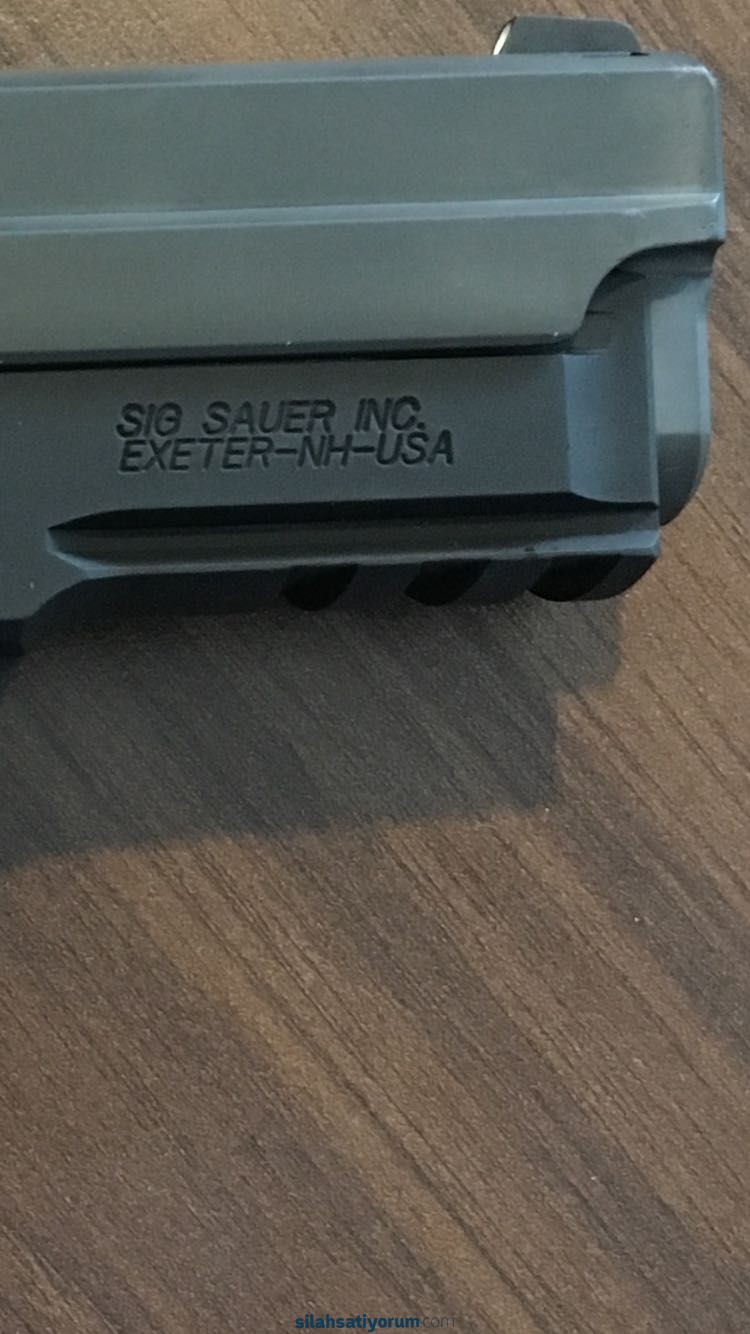 SIG SAUER INC.
EXETER-NH-USA
silahsatiyorum.com